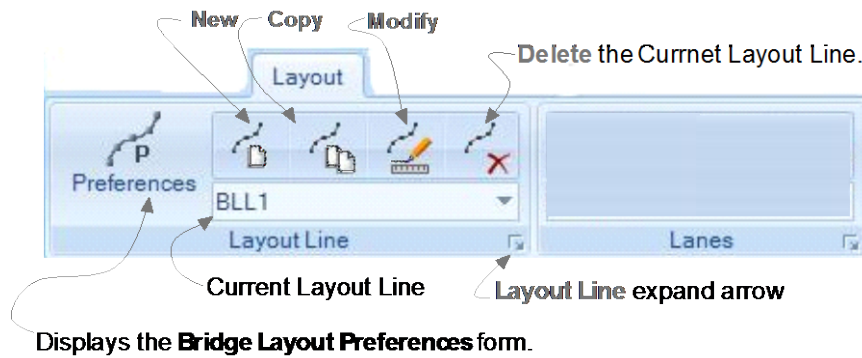 New Copy Modify
Delete the Currnet Layout Line.
Layout
P
Preferences
BLL1
Layout Line
Lanes
Current Layout Line
Layout Line expand arrow
Displays the Bridge Layout Preferences form.